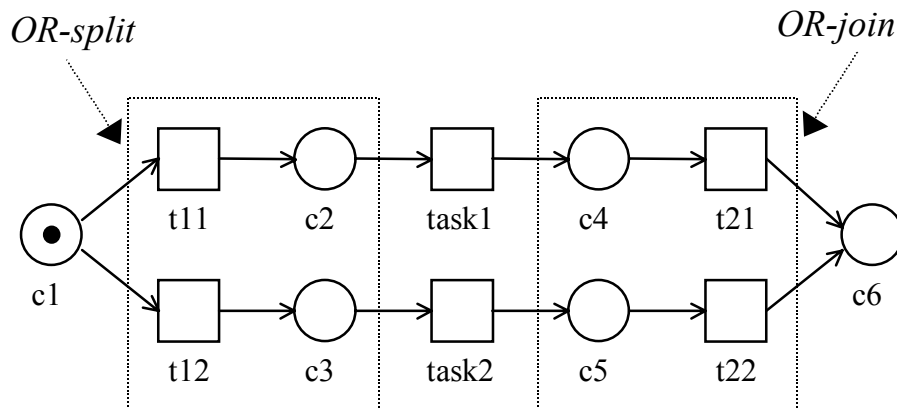 OR-split
OR-join
t11
c2
task1
c4
t21
c1
c6
t12
c3
task2
c5
t22